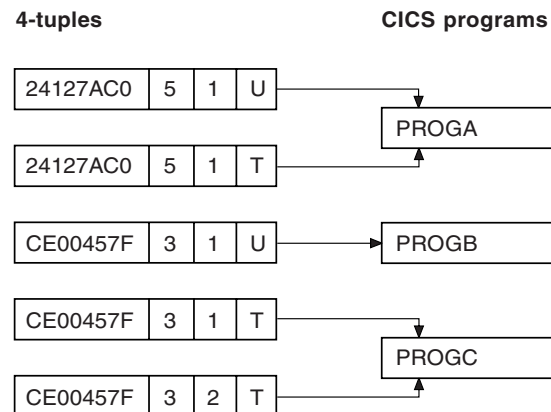 4-tuples CICS programs
24127AC0 5 1 U
PROGA
24127AC0 5 1 T
CE00457F 3 1 U PROGB
CE00457F 3 1 T
PROGC
CE00457F 3 2 T